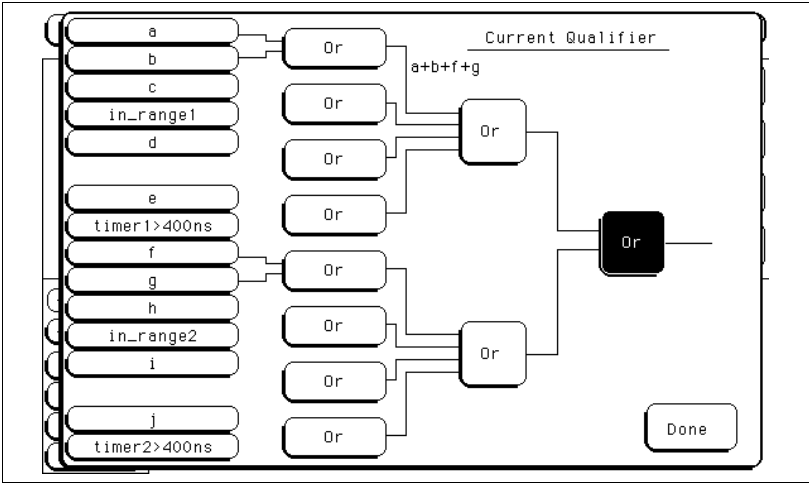 Current Qualifier
a+b+f+g
a
b
c
in_range1
d
e
timer1>400ns
f
g
h
in_range2
i
j
timer2>400ns
Or
Or
Or
Or
Or
Or
Or
Or
Or
Or
Or
Done